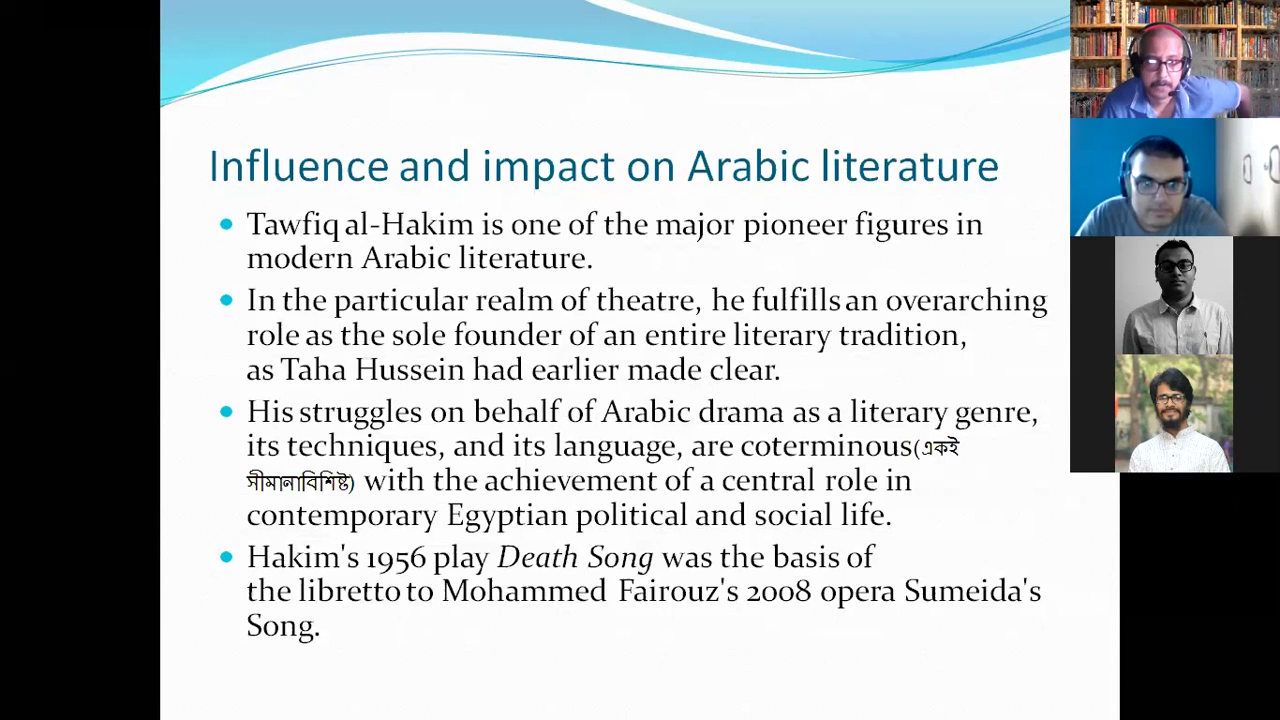 Influence and impact on Arabic literature
Tawfiq al-Hakim is one of the major pioneer figures in
modern Arabic literature.
In the particular realm of theatre, he fulfills an overarching
role as the sole founder of an entire literary tradition,
as Taha Hussein had earlier made clear.
His struggles on behalf of Arabic drama as a literary genre,
its techniques, and its language, are coterminous(একই
সীমানাবিশিষ্ট) with the achievement of a central role in
contemporary Egyptian political and social life.
Hakim's 1956 play Death Song was the basis of
the libretto to Mohammed Fairouz's 2008 opera Sumeida's
Song.